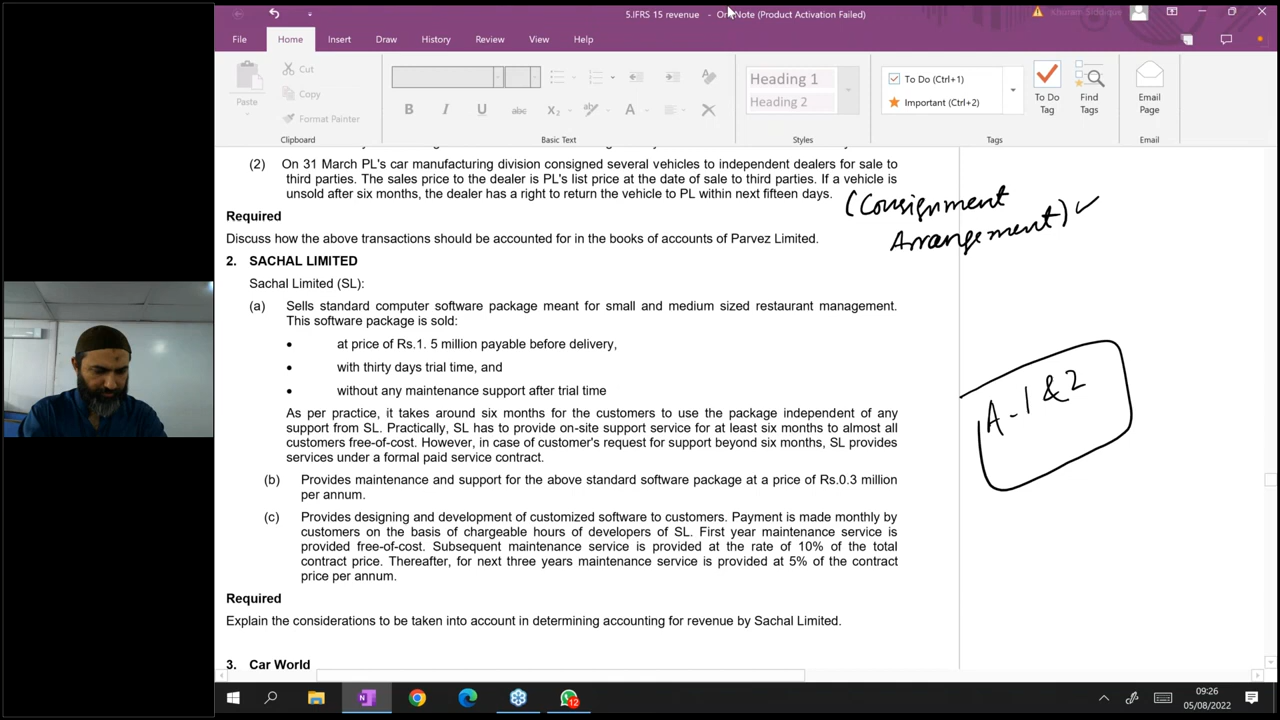 5.IFRS 15 revenue - OneNote (Product Activation Failed)
Khuram Siddique
File Home Insert Draw History Review View Help
Paste
Cut
Copy
Format Painter
Clipboard
B I U abc X₂ A
Basic Text
Heading 1
Heading 2
Styles
To Do (Ctrl+1)
Important (Ctrl+2)
To Do Tag
Find Tags
Tags
Email Page
Email
(2) On 31 March PL's car manufacturing division consigned several vehicles to independent dealers for sale to
third parties. The sales price to the dealer is PL's list price at the date of sale to third parties. If a vehicle is
unsold after six months, the dealer has a right to return the vehicle to PL within next fifteen days.
(Consignment
Arrangement) ✓
Required
Discuss how the above transactions should be accounted for in the books of accounts of Parvez Limited.
2. SACHAL LIMITED
Sachal Limited (SL):
(a) Sells standard computer software package meant for small and medium sized restaurant management.
This software package is sold:
• at price of Rs.1. 5 million payable before delivery,
• with thirty days trial time, and
• without any maintenance support after trial time
A-1 & 2
As per practice, it takes around six months for the customers to use the package independent of any
support from SL. Practically, SL has to provide on-site support service for at least six months to almost all
customers free-of-cost. However, in case of customer's request for support beyond six months, SL provides
services under a formal paid service contract.
(b) Provides maintenance and support for the above standard software package at a price of Rs.0.3 million
per annum.
(c) Provides designing and development of customized software to customers. Payment is made monthly by
customers on the basis of chargeable hours of developers of SL. First year maintenance service is
provided free-of-cost. Subsequent maintenance service is provided at the rate of 10% of the total
contract price. Thereafter, for next three years maintenance service is provided at 5% of the contract
price per annum.
Required
Explain the considerations to be taken into account in determining accounting for revenue by Sachal Limited.
3. Car World
12
09:26
05/08/2022